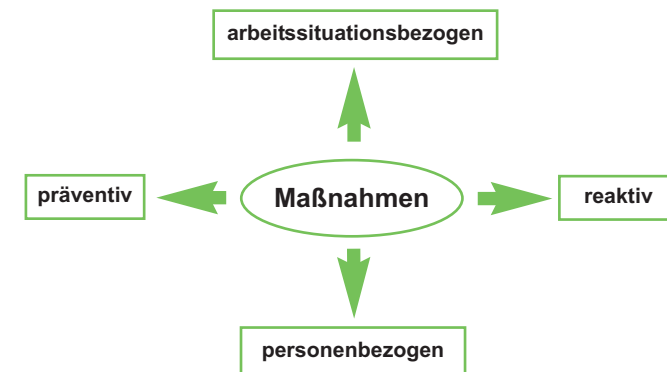 arbeitssituationsbezogen
präventiv
Maßnahmen
reaktiv
personenbezogen